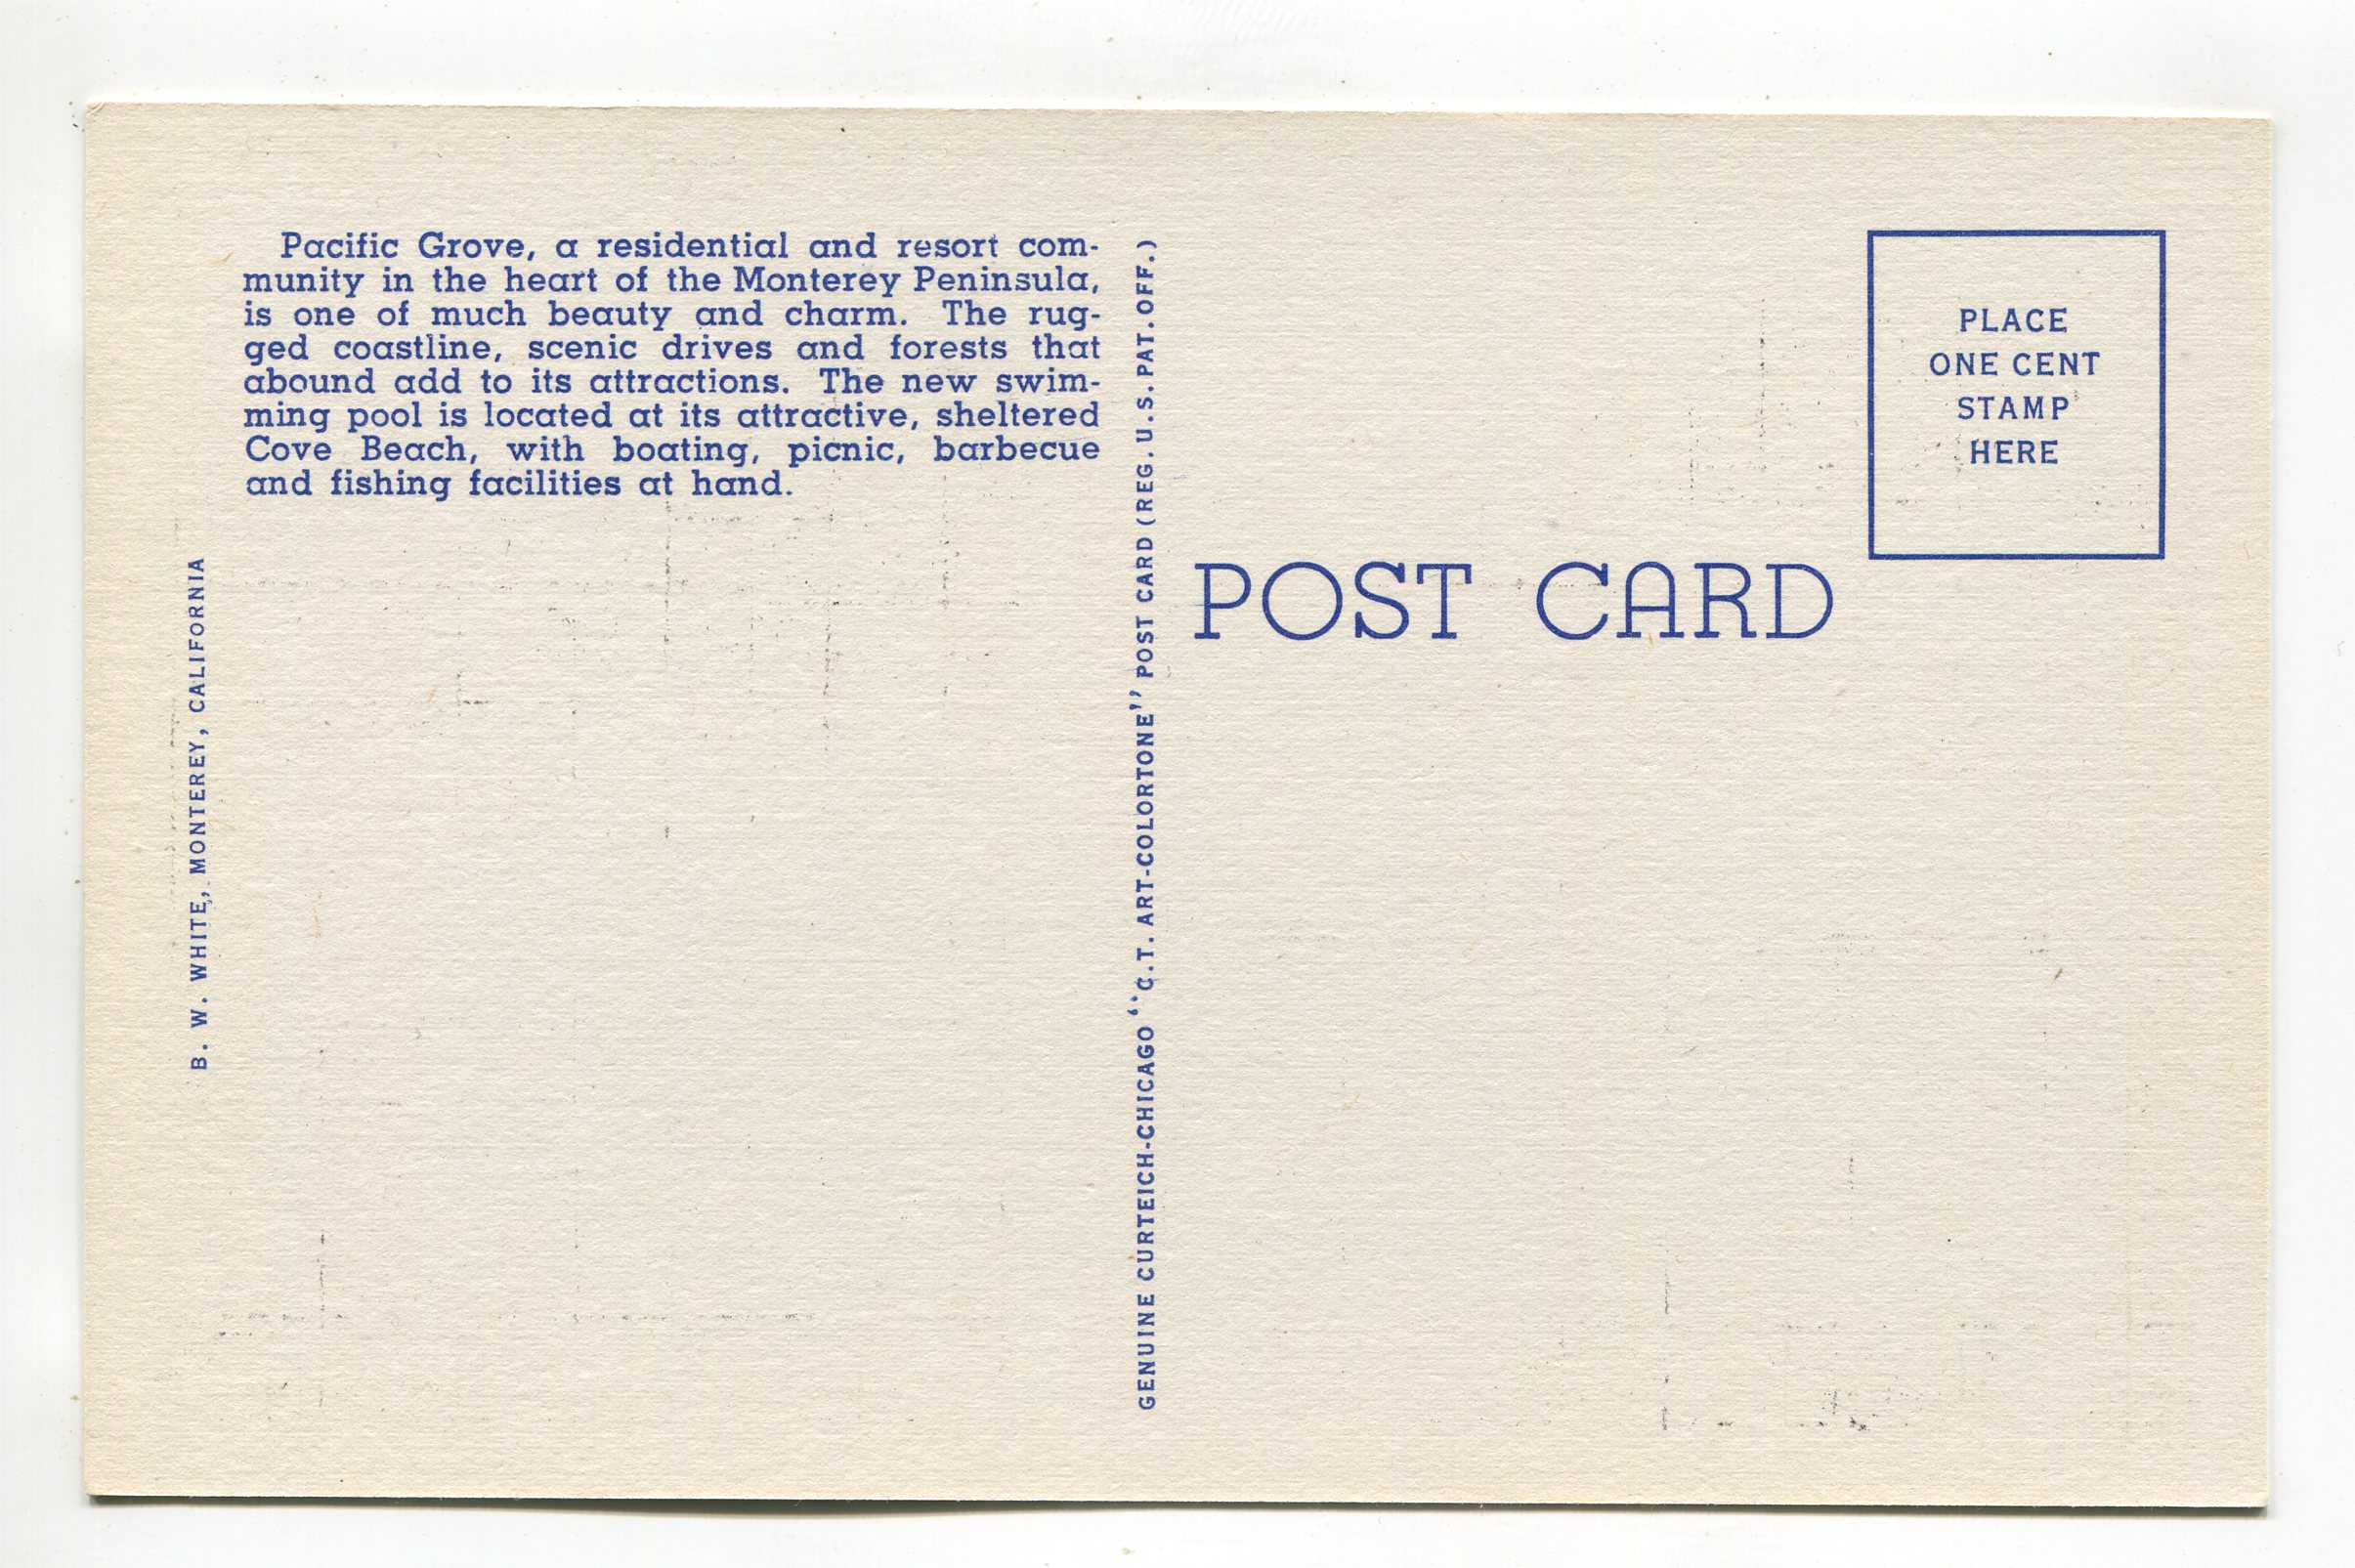 Pacific Grove, a residential and resort com-
munity in the heart of the Monterey Peninsula,
is one of much beauty and charm. The rug-
ged coastline, scenic drives and forests that
abound add to its attractions. The new swim-
ming pool is located at its attractive, sheltered
Cove Beach, with boating, picnic, barbecue
and fishing facilities at hand.
B. W. WHITE, MONTEREY, CALIFORNIA
GENUINE CURTEICH-CHICAGO "C.T. ART-COLORTONE" POST CARD (REG. U.S. PAT. OFF.)
POST CARD
PLACE
ONE CENT
STAMP
HERE